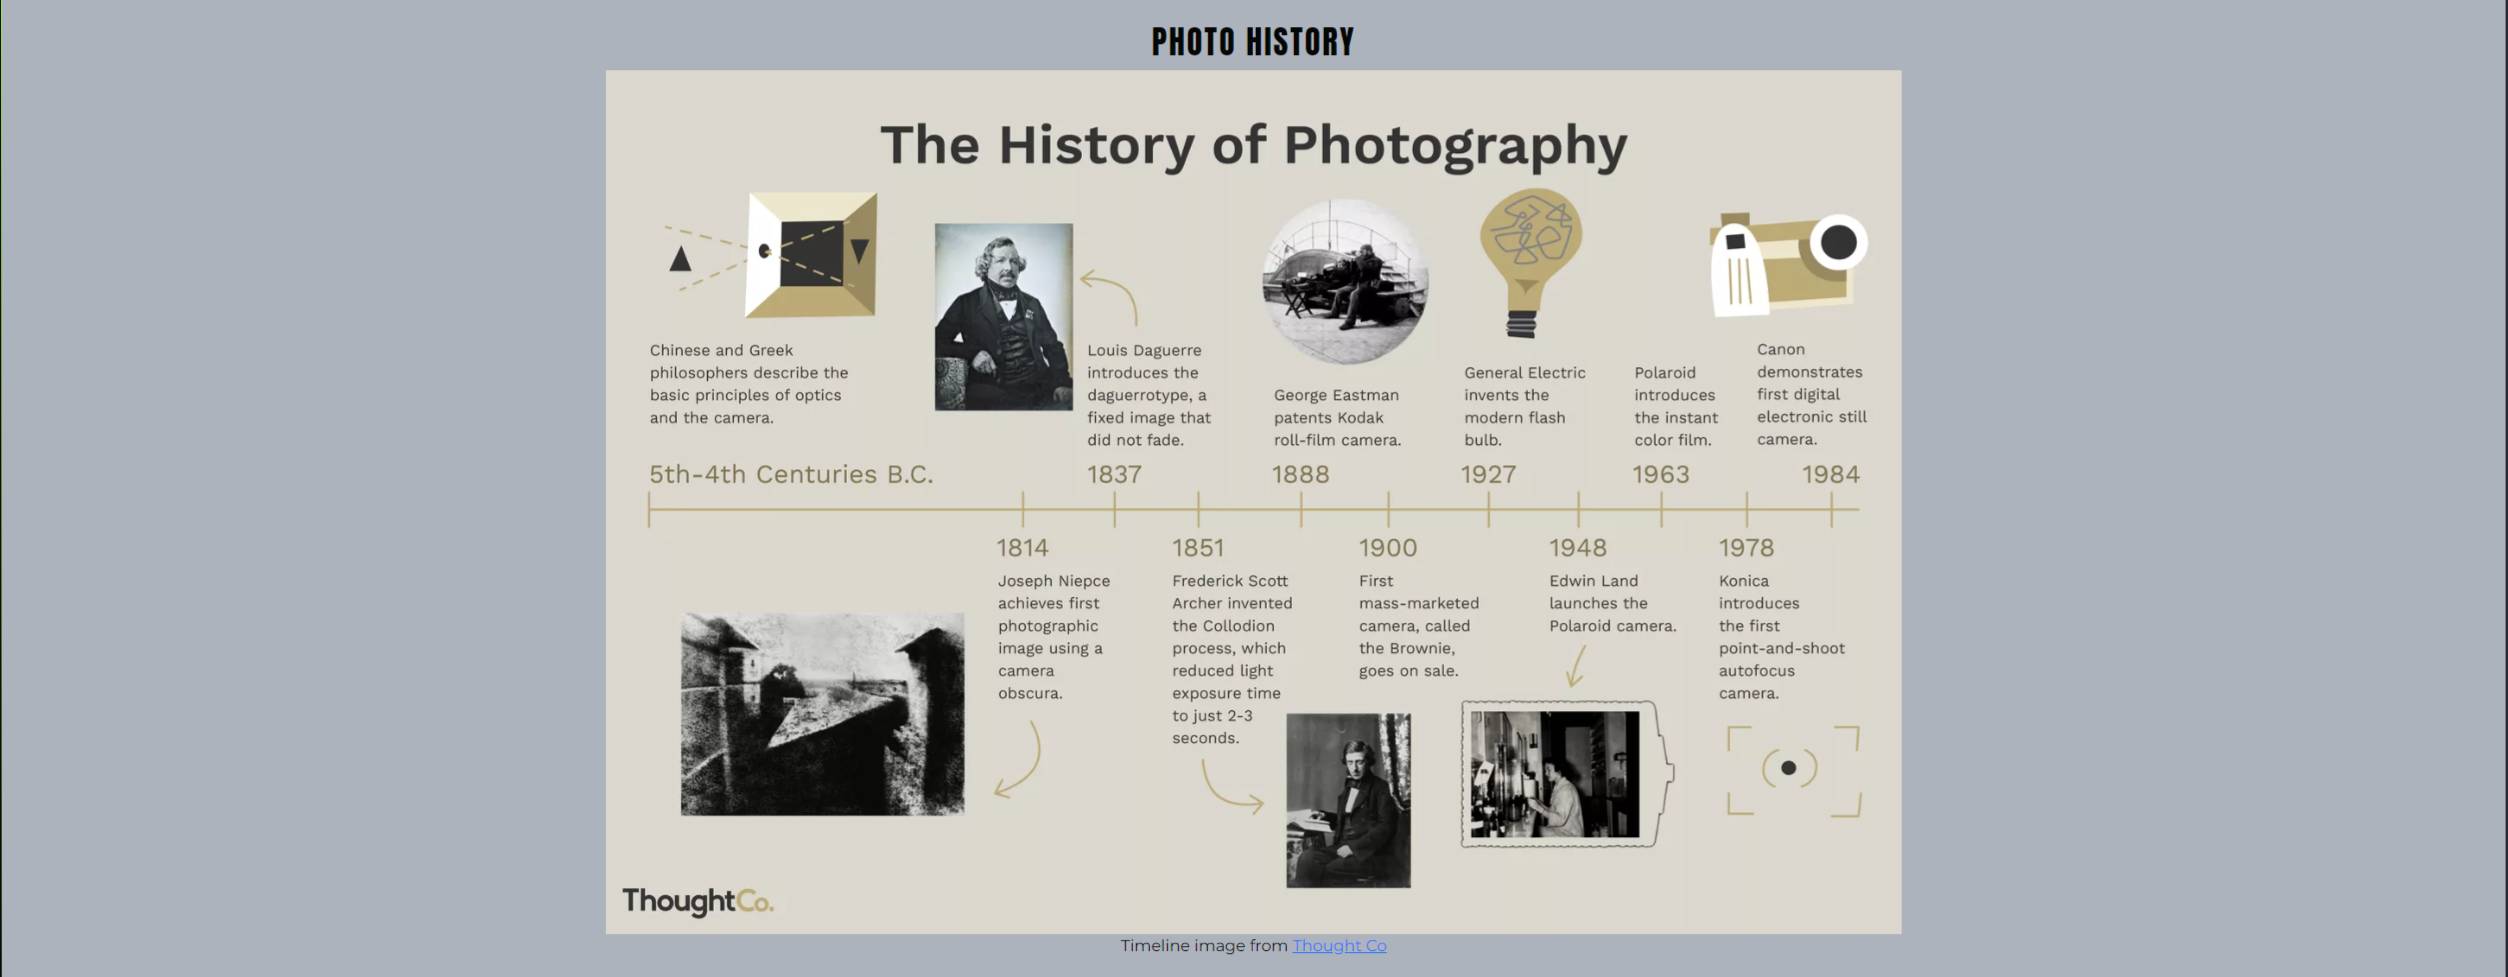 PHOTO HISTORY
The History of Photography
Chinese and Greek
philosophers describe the
basic principles of optics
and the camera.
5th-4th Centuries B.C.
Louis Daguerre
introduces the
daguerrotype, a
fixed image that
did not fade.
1837
George Eastman
patents Kodak
roll-film camera.
1888
General Electric
invents the
modern flash
bulb.
1927
Polaroid
introduces
the instant
color film.
1963
Canon
demonstrates
first digital
electronic still
camera.
1984
1814
Joseph Niepce
achieves first
photographic
image using a
camera
obscura.
1851
Frederick Scott
Archer invented
the Collodion
process, which
reduced light
exposure time
to just 2-3
seconds.
1900
First
mass-marketed
camera, called
the Brownie,
goes on sale.
1948
Edwin Land
launches the
Polaroid camera.
1978
Konica
introduces
the first
point-and-shoot
autofocus
camera.
ThoughtCo.
Timeline image from Thought Co